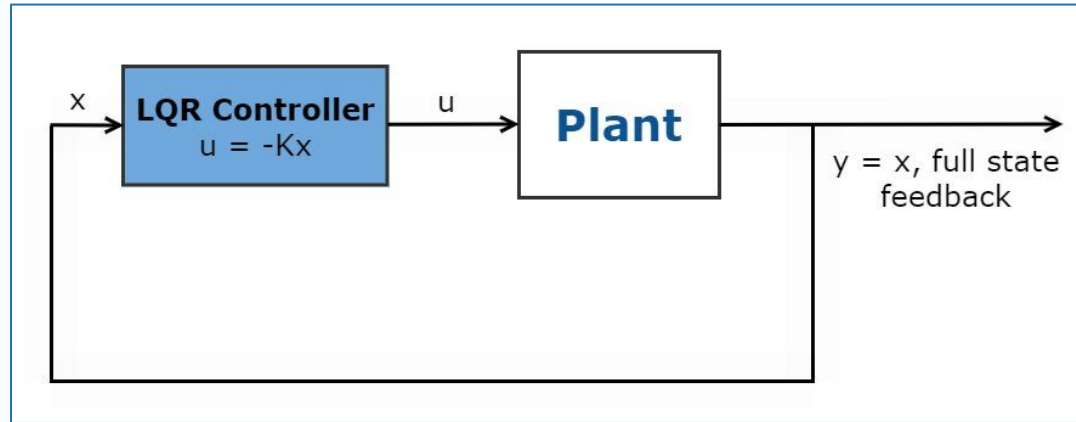 x
LQR Controller
u = -Kx
u
Plant
y = x, full state
feedback